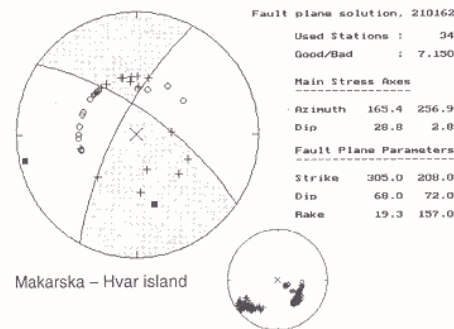 Fault plane solution, 210162
Used Stations : 34
Good/Bad : 7.150
Main Stress Axes
Azimuth 165.4 256.9
Dip 28.8 2.8
Fault Plane Parameters
Strike 305.0 208.0
Dip 68.0 72.0
Rake 19.3 157.0
Makarska – Hvar island